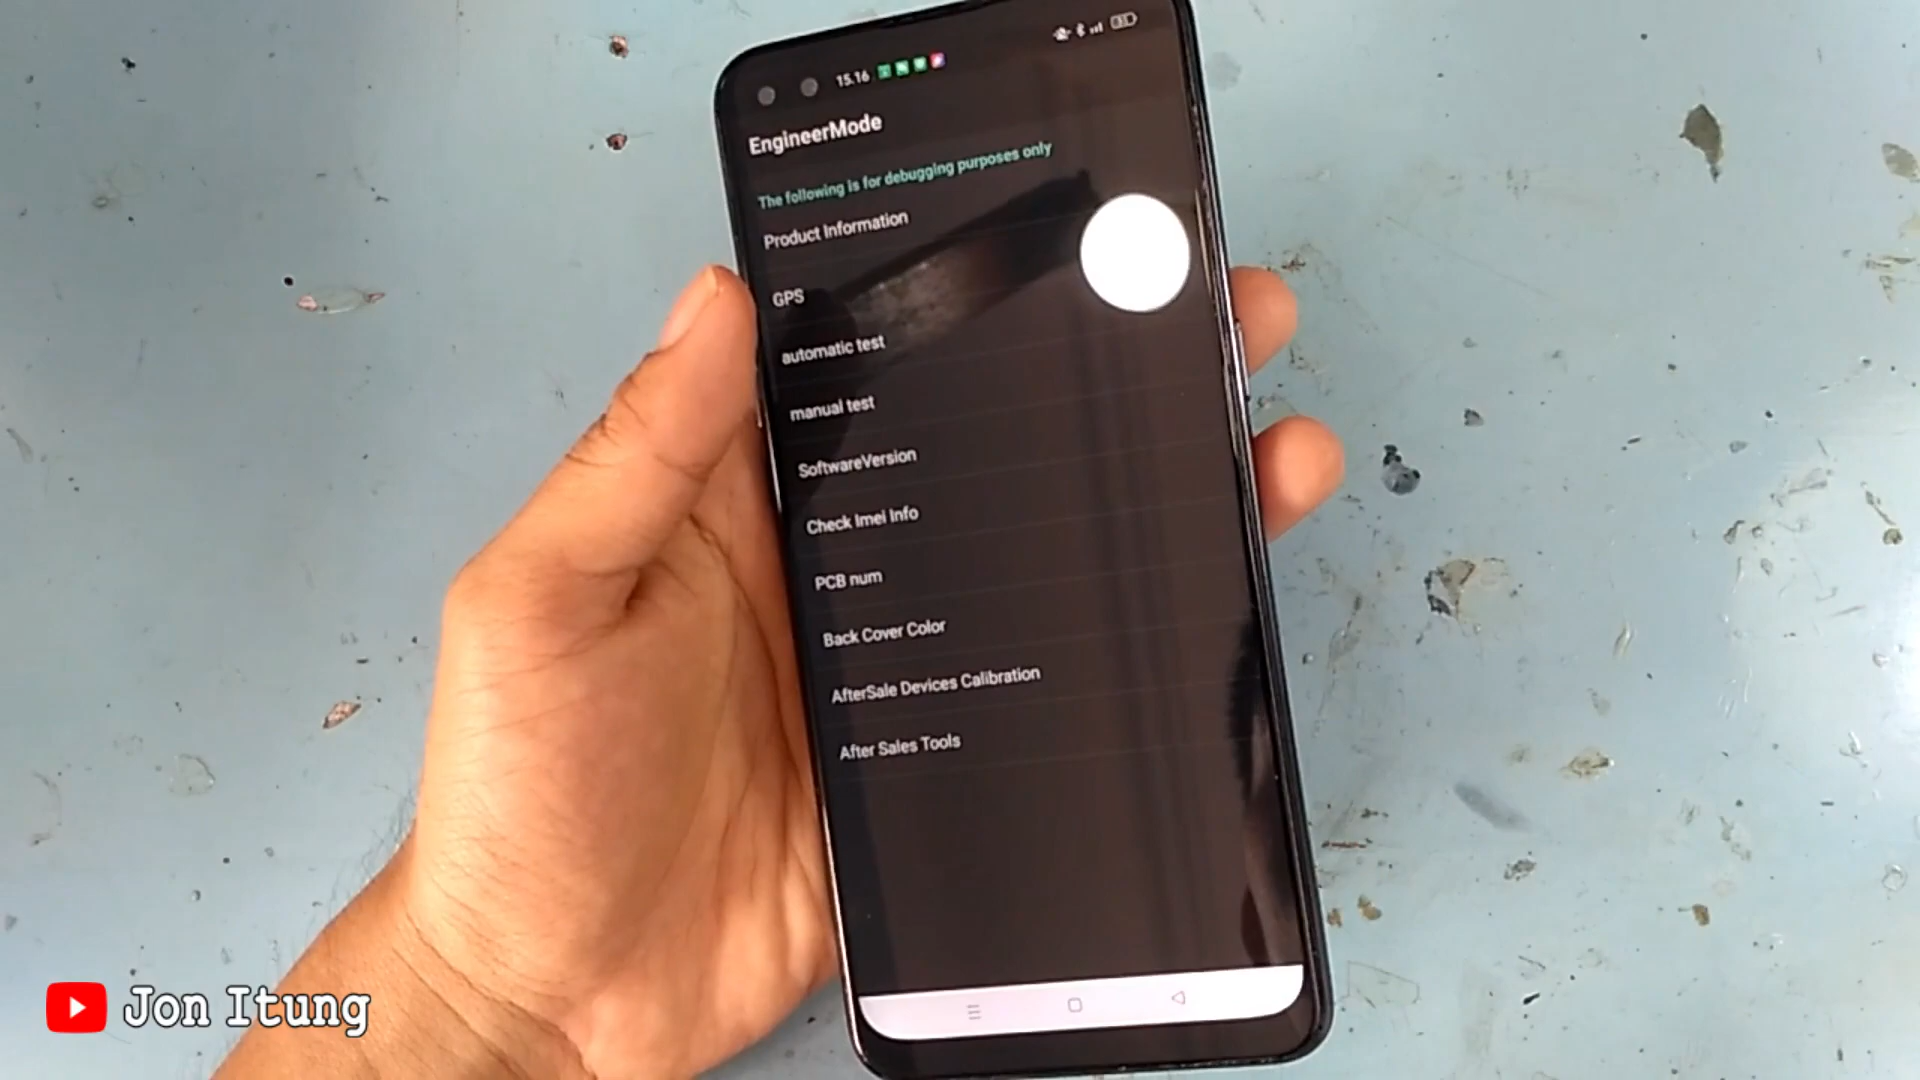 15.16
EngineerMode
The following is for debugging purposes only
Product Information
GPS
automatic test
manual test
SoftwareVersion
Check Imei Info
PCB num
Back Cover Color
AfterSale Devices Calibration
After Sales Tools
Jon Itung